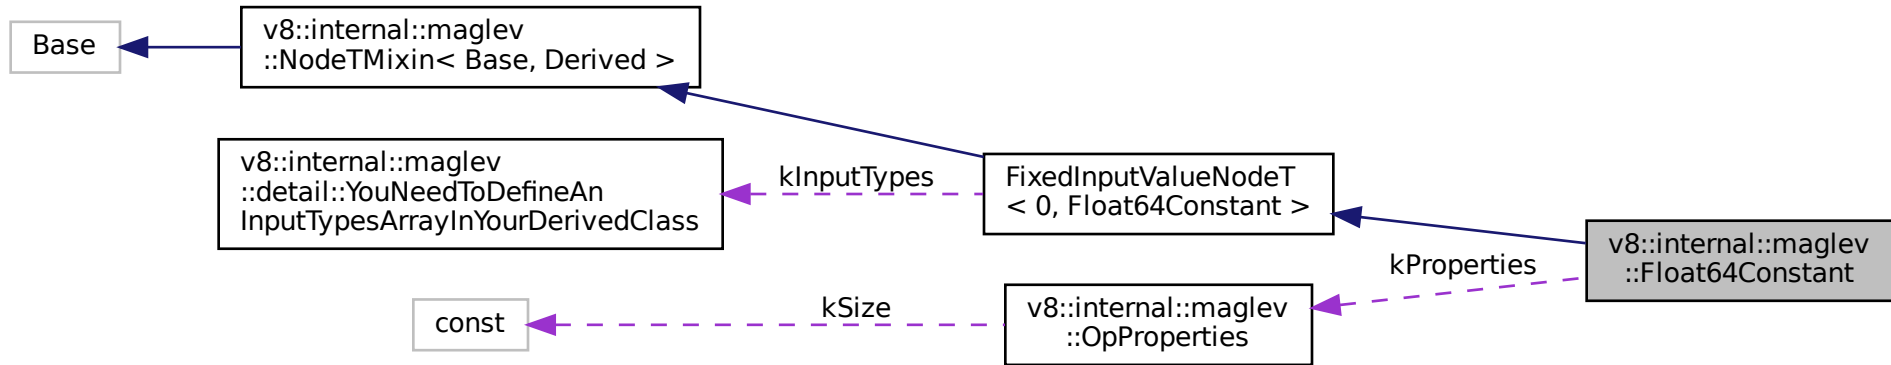 Base
v8::internal::maglev
::NodeTMixin< Base, Derived >
v8::internal::maglev
::detail::YouNeedToDefineAn
InputTypesArrayInYourDerivedClass
kInputTypes
FixedInputValueNodeT
< 0, Float64Constant >
v8::internal::maglev
::Float64Constant
kProperties
const
kSize
v8::internal::maglev
::OpProperties